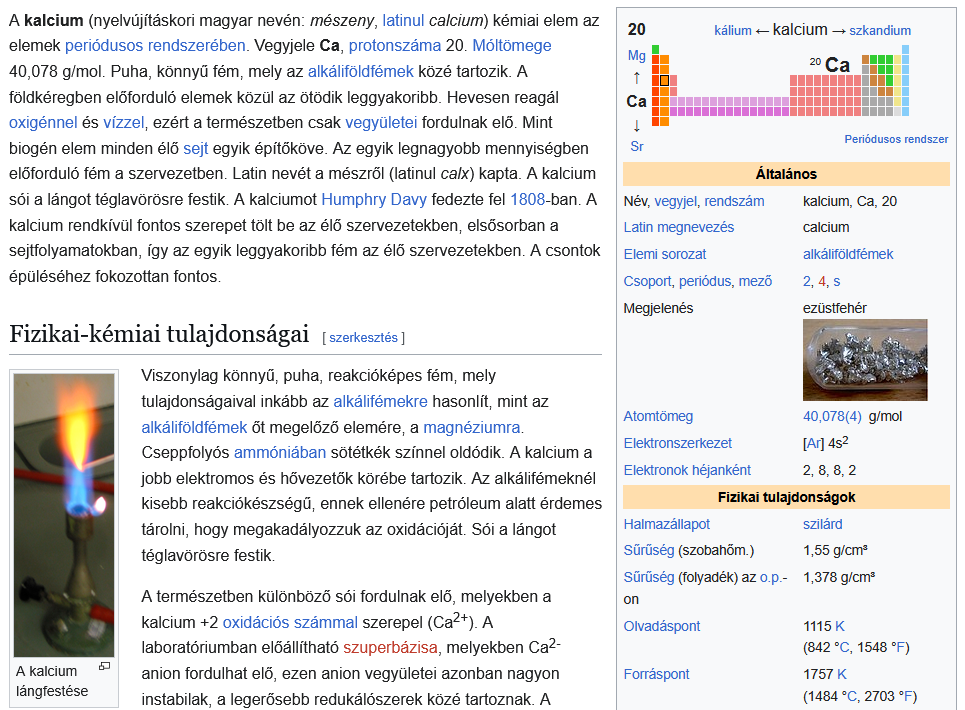 A kalcium (nyelvújításkori magyar nevén: mészeny, latinul calcium) kémiai elem az
elemek periódusos rendszerében. Vegyjele Ca, protonszáma 20. Móltömege
40,078 g/mol. Puha, könnyű fém, mely az alkáliföldfémek közé tartozik. A
földkéregben előforduló elemek közül az ötödik leggyakoribb. Hevesen reagál
oxigénnel és vízzel, ezért a természetben csak vegyületei fordulnak elő. Mint
biogén elem minden élő sejt egyik építőköve. Az egyik legnagyobb mennyiségben
előforduló fém a szervezetben. Latin nevét a mészről (latinul calx) kapta. A kalcium
sói a lángot téglavörösre festik. A kalciumot Humphry Davy fedezte fel 1808-ban. A
kalcium rendkívül fontos szerepet tölt be az élő szervezetekben, elsősorban a
sejtfolyamatokban, így az egyik leggyakoribb fém az élő szervezetekben. A csontok
épüléséhez fokozottan fontos.
Fizikai-kémiai tulajdonságai [ szerkesztés ]
A kalcium
lángfestése
Viszonylag könnyű, puha, reakcióképes fém, mely
tulajdonságaival inkább az alkálifémekre hasonlít, mint az
alkáliföldfémek őt megelőző elemére, a magnéziumra.
Cseppfolyós ammóniában sötétkék színnel oldódik. A kalcium a
jobb elektromos és hővezetők körébe tartozik. Az alkálifémeknél
kisebb reakciókészségű, ennek ellenére petróleum alatt érdemes
tárolni, hogy megakadályozzuk az oxidációját. Sói a lángot
téglavörösre festik.
A természetben különböző sói fordulnak elő, melyekben a
kalcium +2 oxidációs számmal szerepel (Ca²⁺). A
laboratóriumban előállítható szuperbázisa, melyekben Ca²⁻
anion fordulhat elő, ezen anion vegyületei azonban nagyon
instabilak, a legerősebb redukálószerek közé tartoznak. A
20 kálium ← kalcium → szkandium
Mg
↑
Ca
↓
Sr
20 Ca
Periódusos rendszer
Általános
Név, vegyjel, rendszám kalcium, Ca, 20
Latin megnevezés calcium
Elemi sorozat alkáliföldfémek
Csoport, periódus, mező 2, 4, s
Megjelenés ezüstfehér
Atomtömeg 40,078(4) g/mol
Elektronszerkezet [Ar] 4s²
Elektronok héjanként 2, 8, 8, 2
Fizikai tulajdonságok
Halmazállapot szilárd
Sűrűség (szobahőm.) 1,55 g/cm³
Sűrűség (folyadék) az o.p.- 1,378 g/cm³
on
Olvadáspont 1115 K
(842 °C, 1548 °F)
Forráspont 1757 K
(1484 °C, 2703 °F)